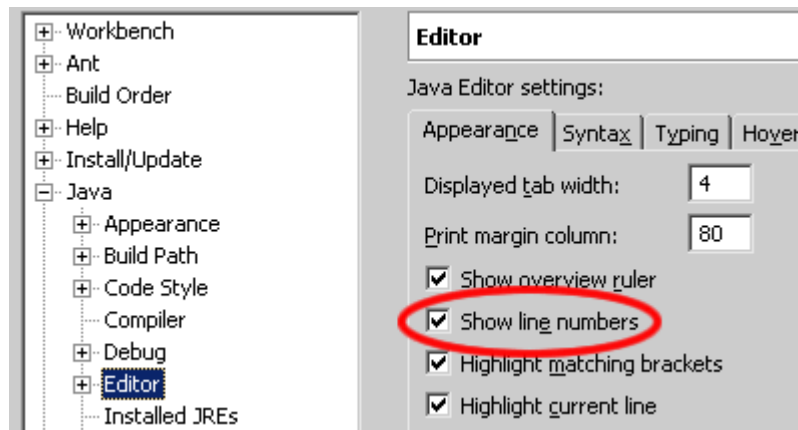 Workbench
Ant
Build Order
Help
Install/Update
Java
Appearance
Build Path
Code Style
Compiler
Debug
Editor
Installed JREs
Editor
Java Editor settings:
Appearance Syntax Typing Hover
Displayed tab width: 4
Print margin column: 80
Show overview ruler
Show line numbers
Highlight matching brackets
Highlight current line